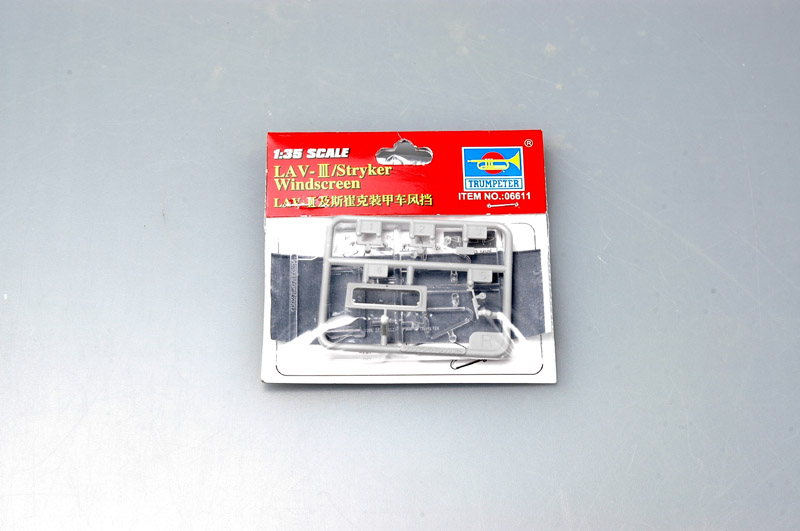 1:35 SCALE
LAV-Ⅲ/Stryker
Windscreen
LAV-Ⅲ及斯崔克装甲车风挡
®
TRUMPETER
ITEM NO.:06611